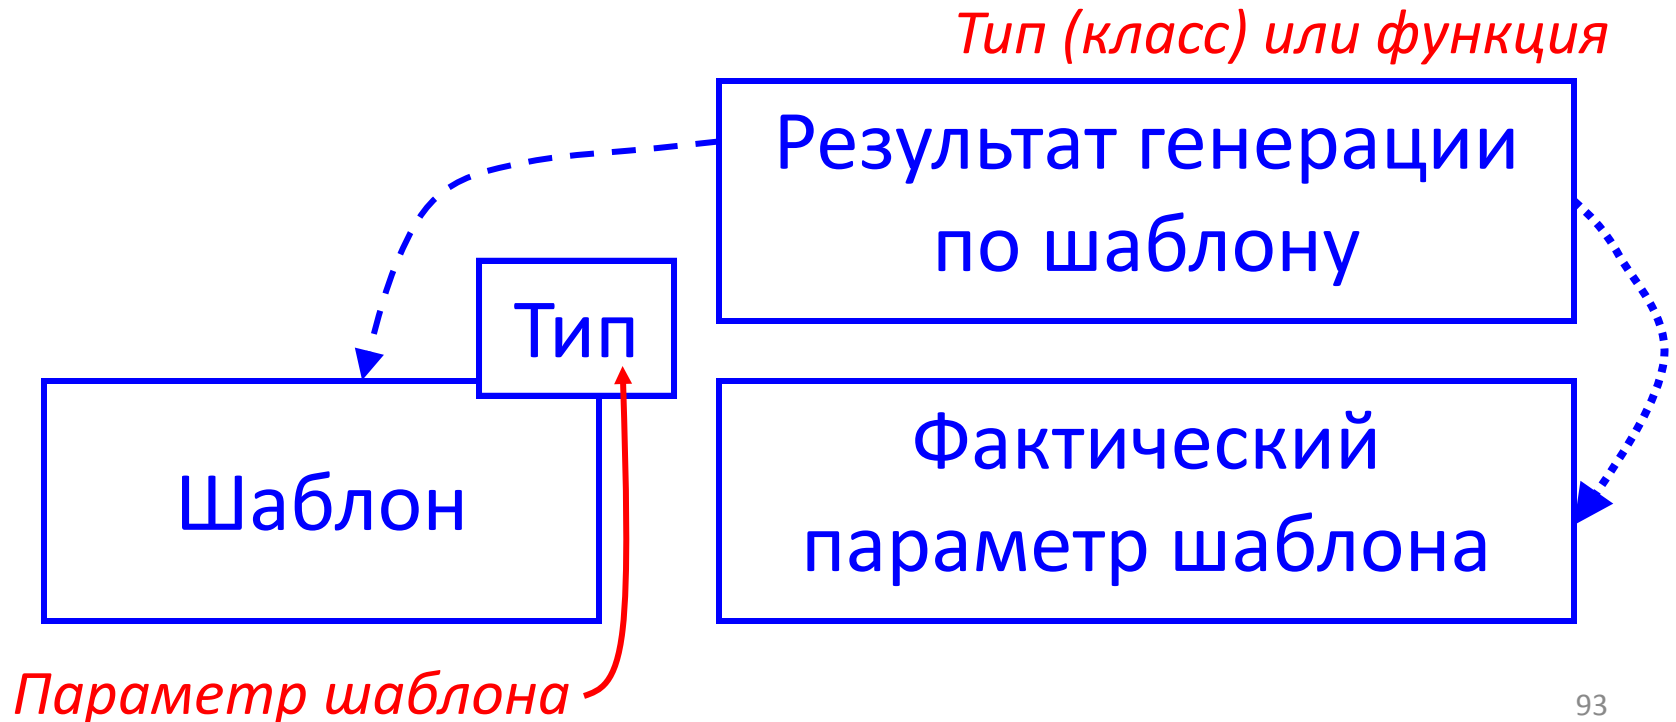 Тип (класс) или функция
Результат генерации
по шаблону
Тип
Шаблон
Фактический
параметр шаблона
Параметр шаблона
93